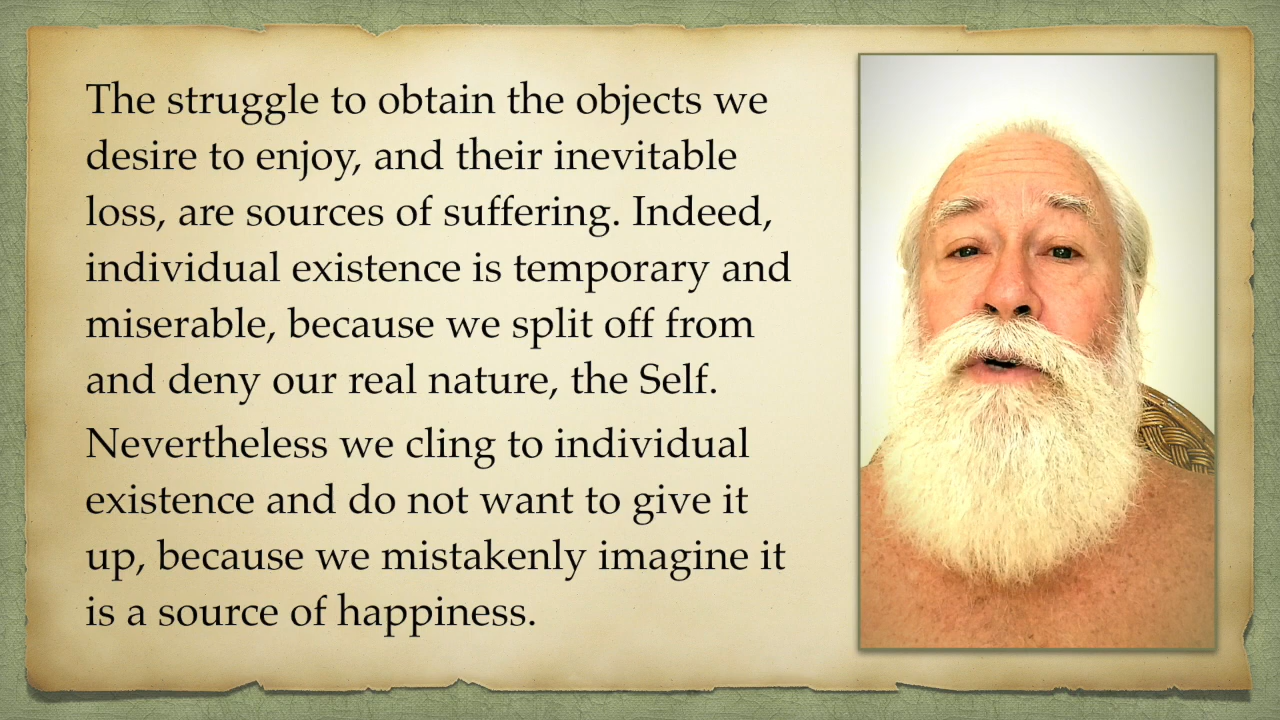 The struggle to obtain the objects we
desire to enjoy, and their inevitable
loss, are sources of suffering. Indeed,
individual existence is temporary and
miserable, because we split off from
and deny our real nature, the Self.
Nevertheless we cling to individual
existence and do not want to give it
up, because we mistakenly imagine it
is a source of happiness.